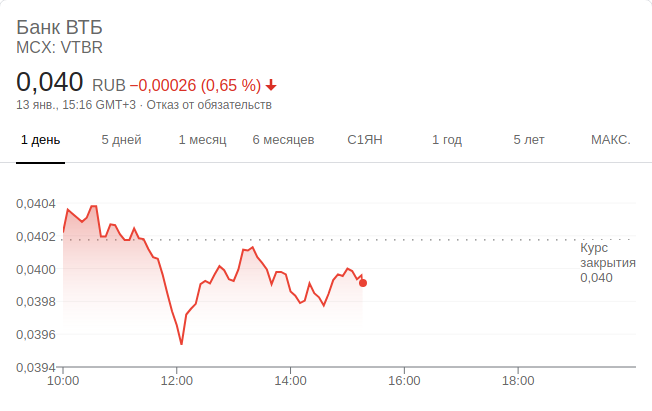 Банк ВТБ
MCX: VTBR
0,040 RUB −0,00026 (0,65 %)
13 янв., 15:16 GMT+3 · Отказ от обязательств
1 день 5 дней 1 месяц 6 месяцев С1ЯН 1 год 5 лет МАКС.
0,0404
0,0402
0,0400
0,0398
0,0396
0,0394
Курс
закрытия
0,040
10:00 12:00 14:00 16:00 18:00